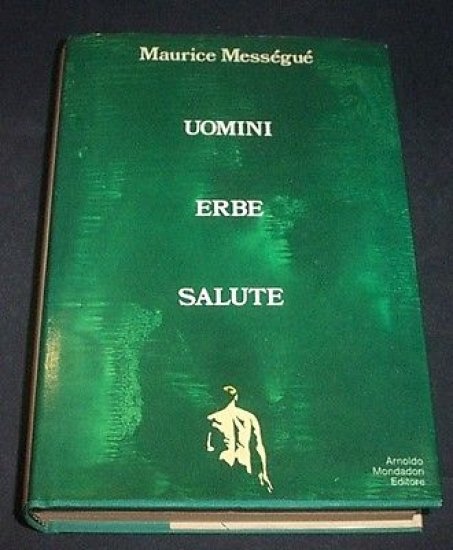 Maurice Mességué
UOMINI
ERBE
SALUTE
Arnoldo
Mondadori
Editore